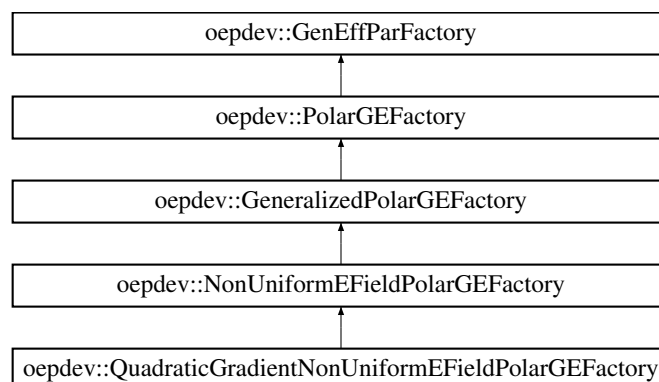 oepdev::GenEffParFactory
oepdev::PolarGEFactory
oepdev::GeneralizedPolarGEFactory
oepdev::NonUniformEFieldPolarGEFactory
oepdev::QuadraticGradientNonUniformEFieldPolarGEFactory